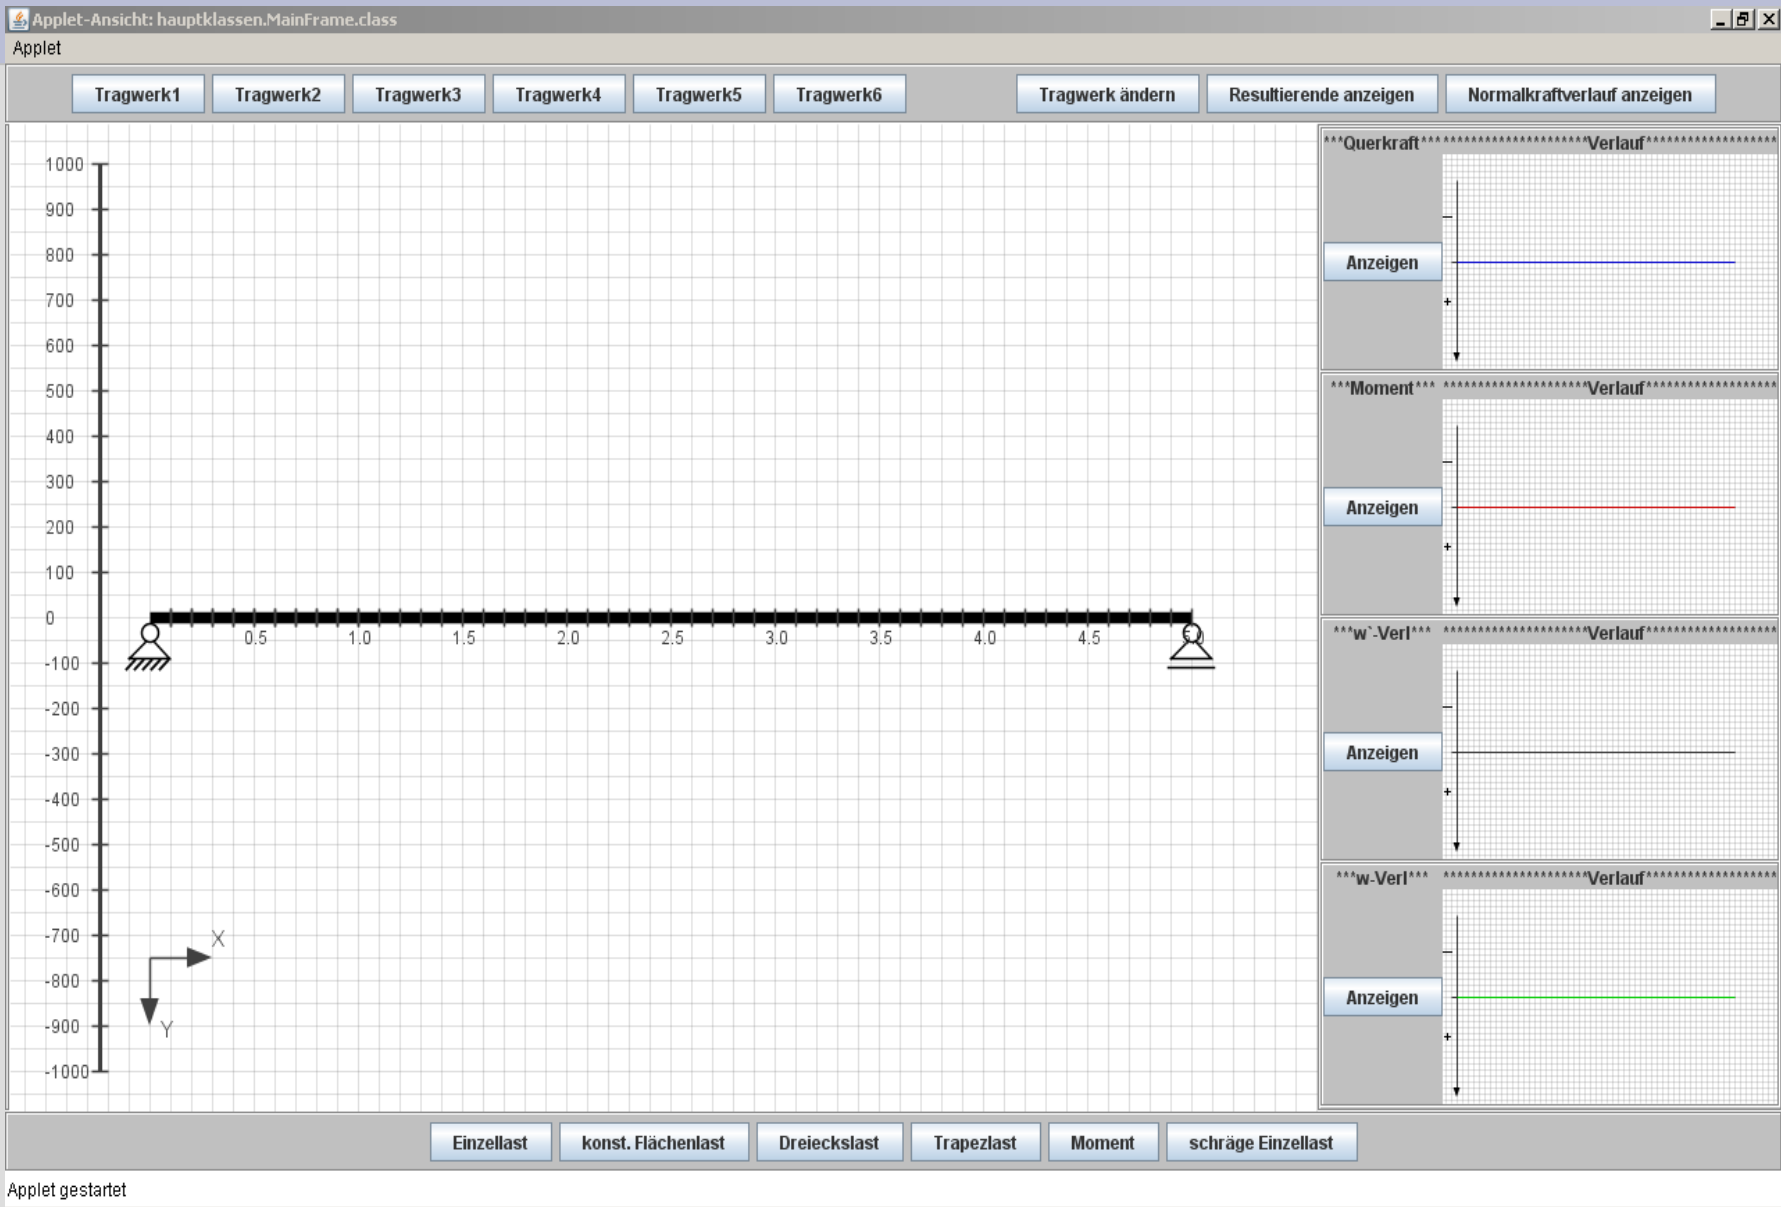 Applet-Ansicht: hauptklassen.MainFrame.class
Applet
Tragwerk1 Tragwerk2 Tragwerk3 Tragwerk4 Tragwerk5 Tragwerk6 Tragwerk ändern Resultierende anzeigen Normalkraftverlauf anzeigen
1000
900
800
700
600
500
400
300
200
100
0
-100
-200
-300
-400
-500
-600
-700
-800
-900
-1000
0.5 1.0 1.5 2.0 2.5 3.0 3.5 4.0 4.5 5.0
X
Y
***Querkraft*** ********************Verlauf********************
Anzeigen
+
***Moment*** ********************Verlauf********************
Anzeigen
+
***w`-Verl*** ********************Verlauf********************
Anzeigen
+
***w-Verl*** ********************Verlauf********************
Anzeigen
+
Einzellast konst. Flächenlast Dreieckslast Trapezlast Moment schräge Einzellast
Applet gestartet